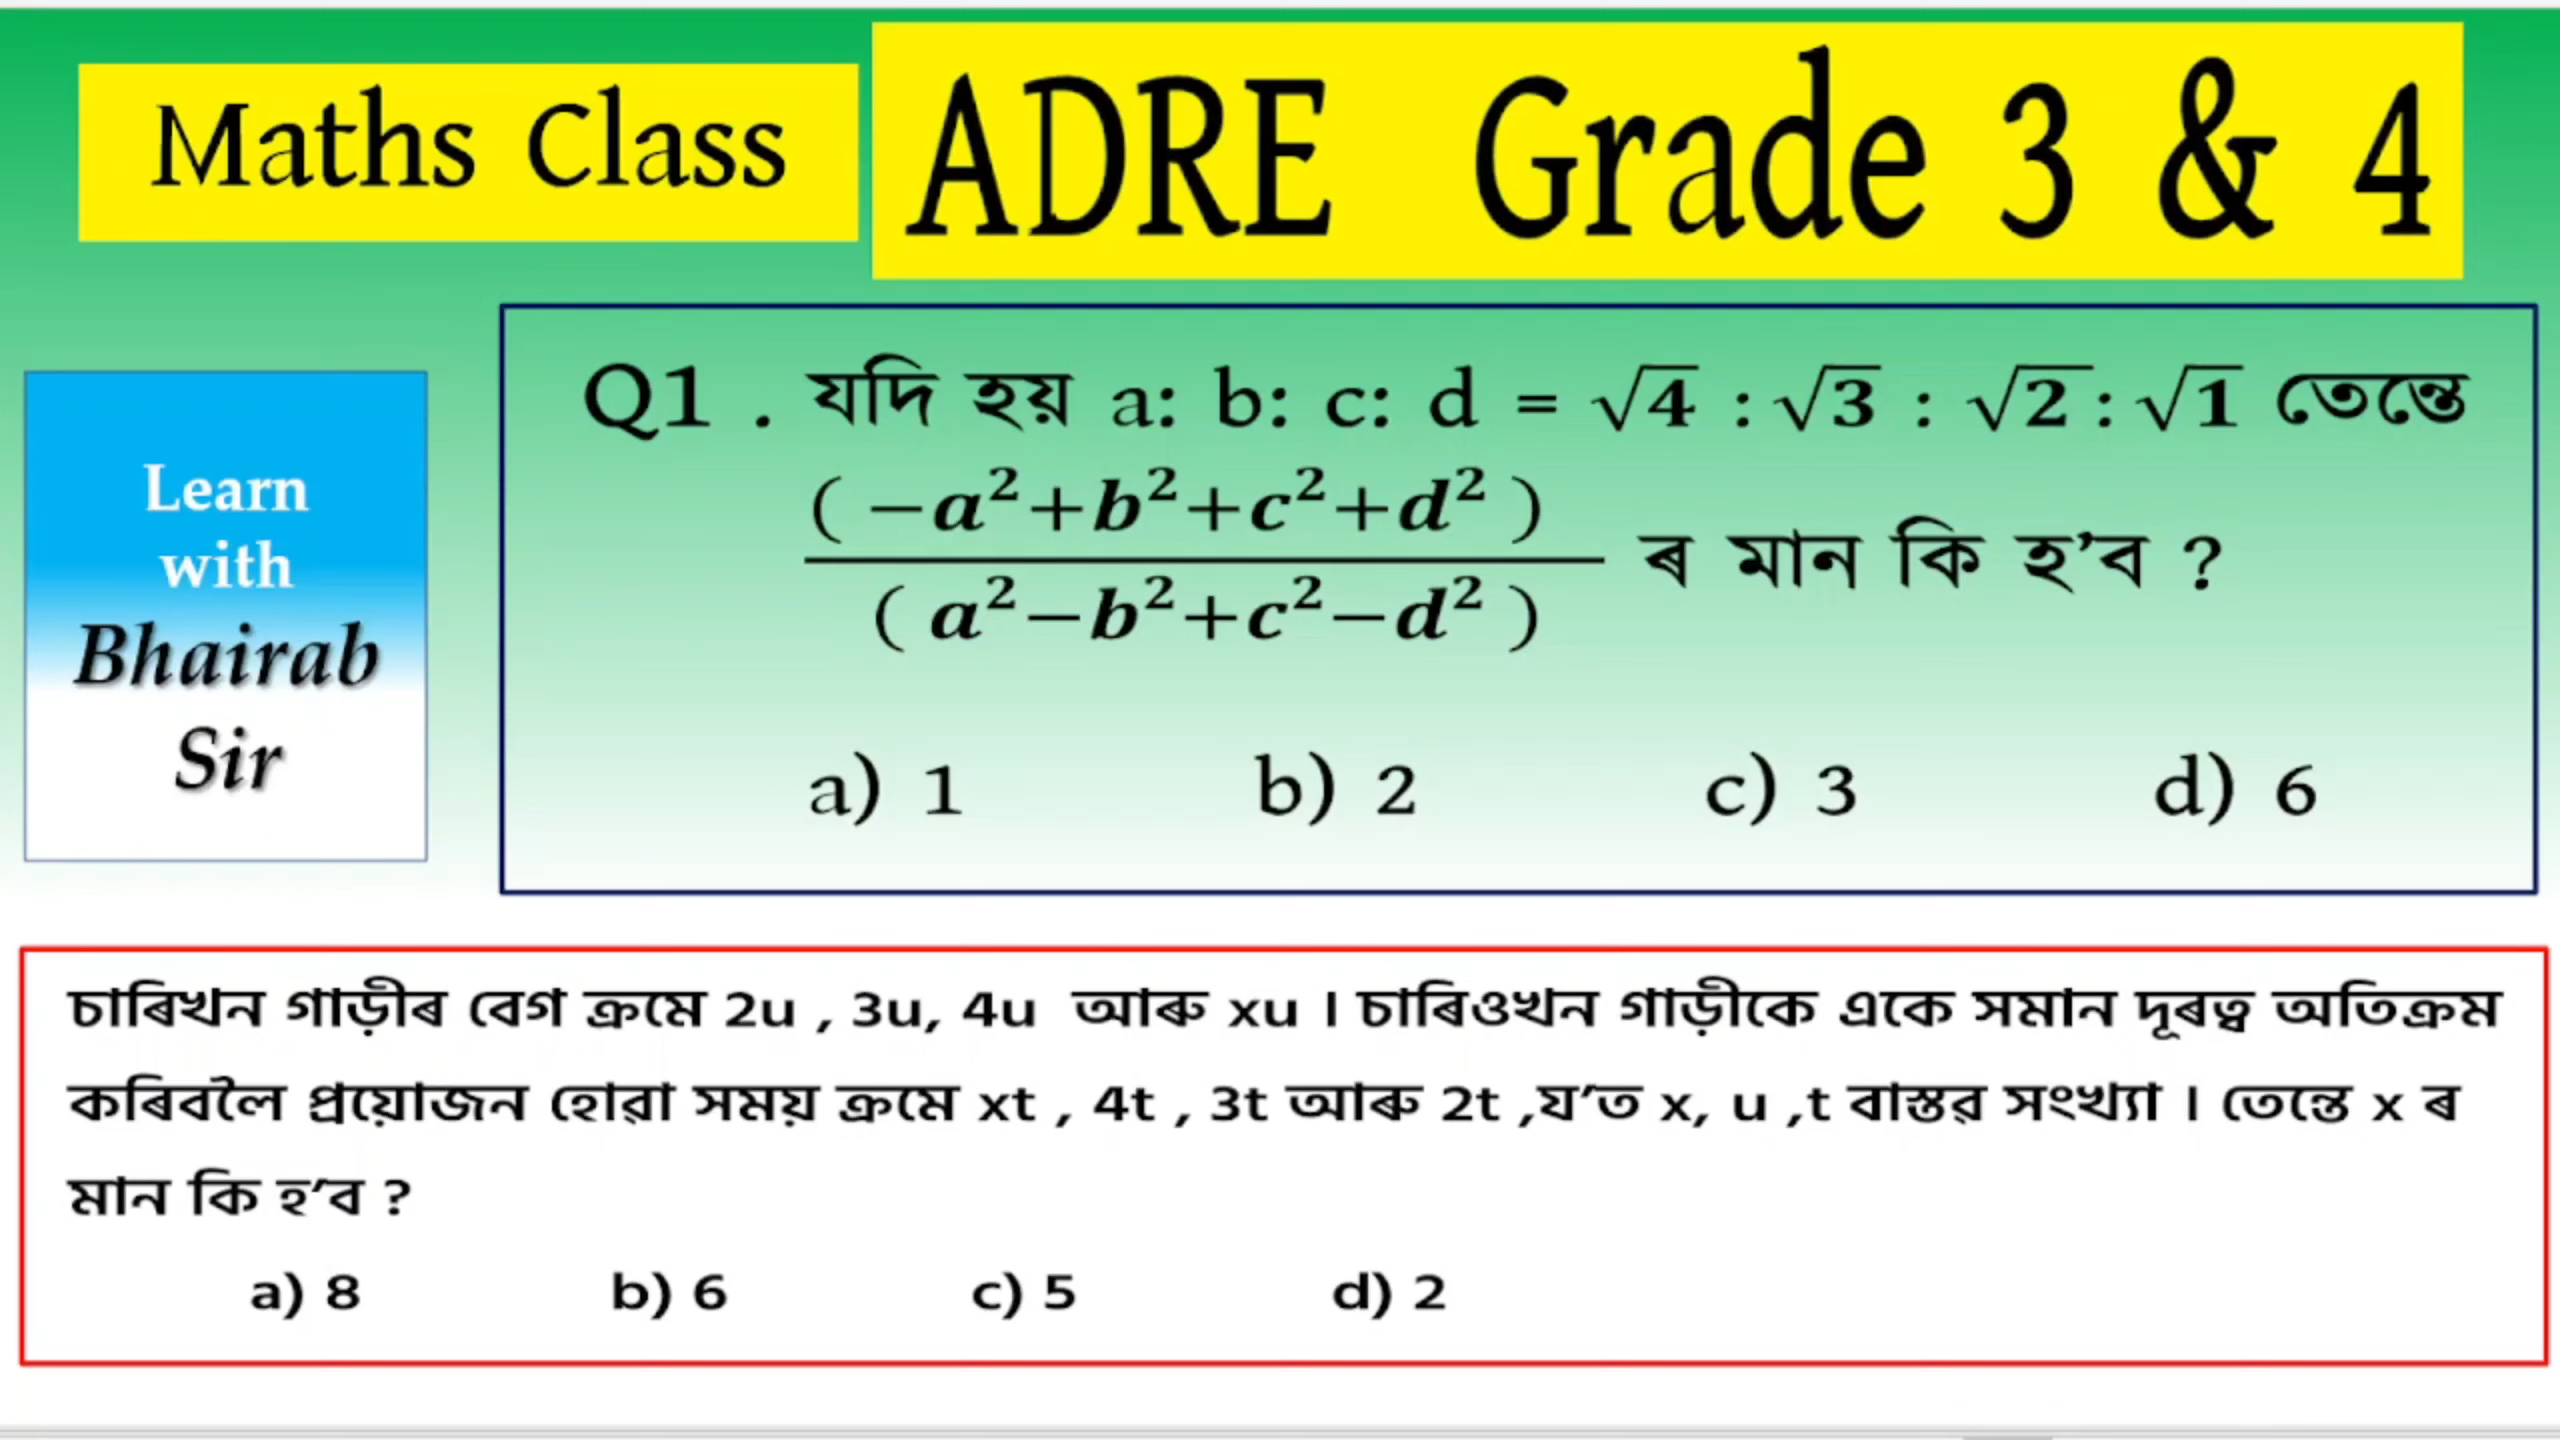 Maths Class
ADRE Grade 3 & 4
Learn
with
Bhairab
Sir
Q1 . যদি হয় a: b: c: d = √4 : √3 : √2 : √1 তেন্তে
( −a²+b²+c²+d² )
ৰ মান কি হ’ব ?
( a²−b²+c²−d² )
a) 1 b) 2 c) 3 d) 6
চাৰিখন গাড়ীৰ বেগ ক্ৰমে 2u , 3u, 4u আৰু xu । চাৰিওখন গাড়ীকে একে সমান দূৰত্ব অতিক্ৰম
কৰিবলৈ প্ৰয়োজন হোৱা সময় ক্ৰমে xt , 4t , 3t আৰু 2t ,য’ত x, u ,t বাস্তৱ সংখ্যা । তেন্তে x ৰ
মান কি হ’ব ?
a) 8 b) 6 c) 5 d) 2